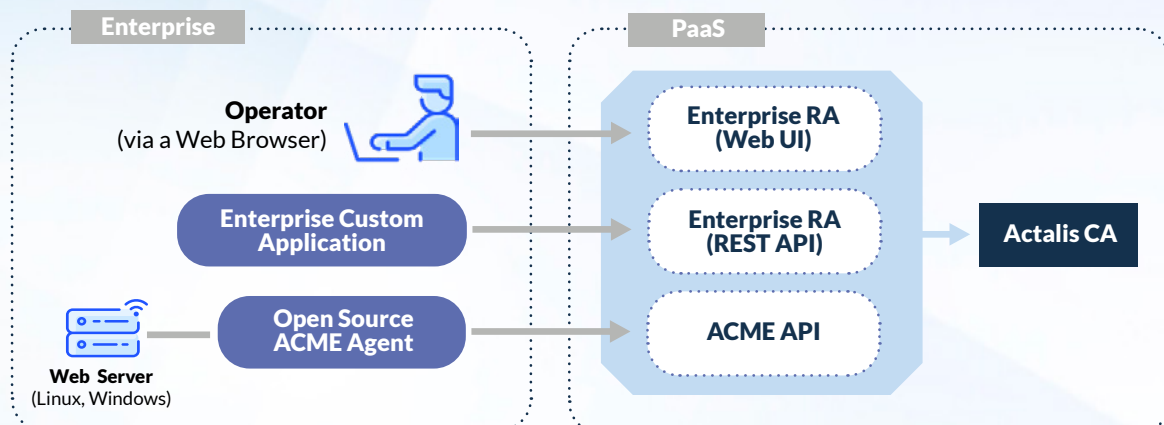 Enterprise
PaaS
Operator
(via a Web Browser)
Enterprise RA
(Web UI)
Enterprise Custom
Application
Enterprise RA
(REST API)
Actalis CA
Open Source
ACME Agent
ACME API
Web Server
(Linux, Windows)